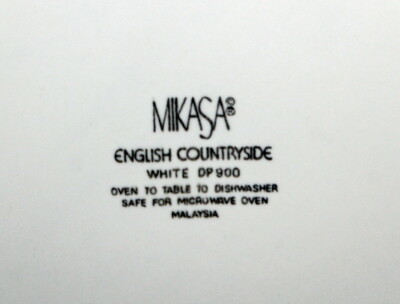 MIKASA©®
ENGLISH COUNTRYSIDE
WHITE DP900
OVEN TO TABLE TO DISHWASHER
SAFE FOR MICROWAVE OVEN
MALAYSIA